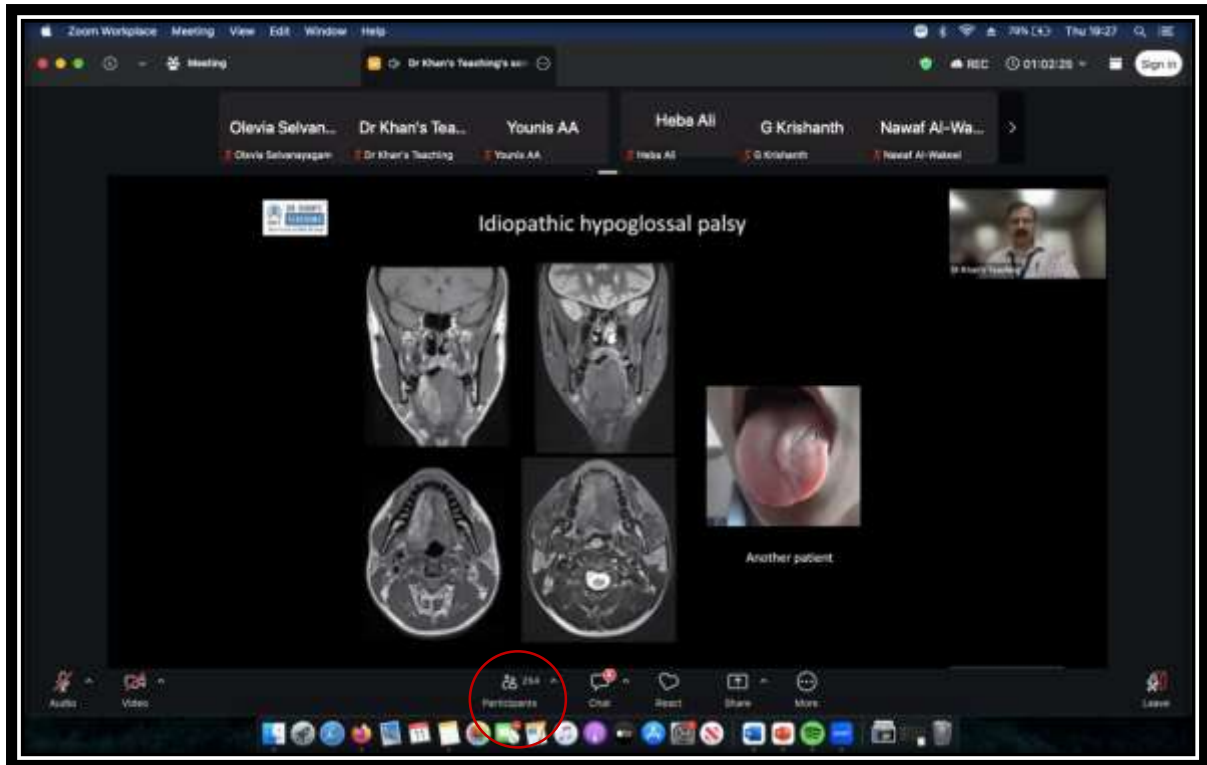 Zoom Workplace Meeting View Edit Window Help
Thu 19:27
Meeting
Dr Khan's Teaching's
REC
01:02:26
Sign in
Olevia Selvan...
Dr Khan's Tea...
Younis AA
Heba Ali
G Krishanth
Nawaf Al-Wa...
Olevia Selvanayagam
Dr Khan's Teaching
Younis AA
Heba Ali
G Krishanth
Nawaf Al-Wakeel
Idiopathic hypoglossal palsy
Dr Khan's Teaching
Another patient
Audio
Video
Participants
Chat
React
Share
More
Leave